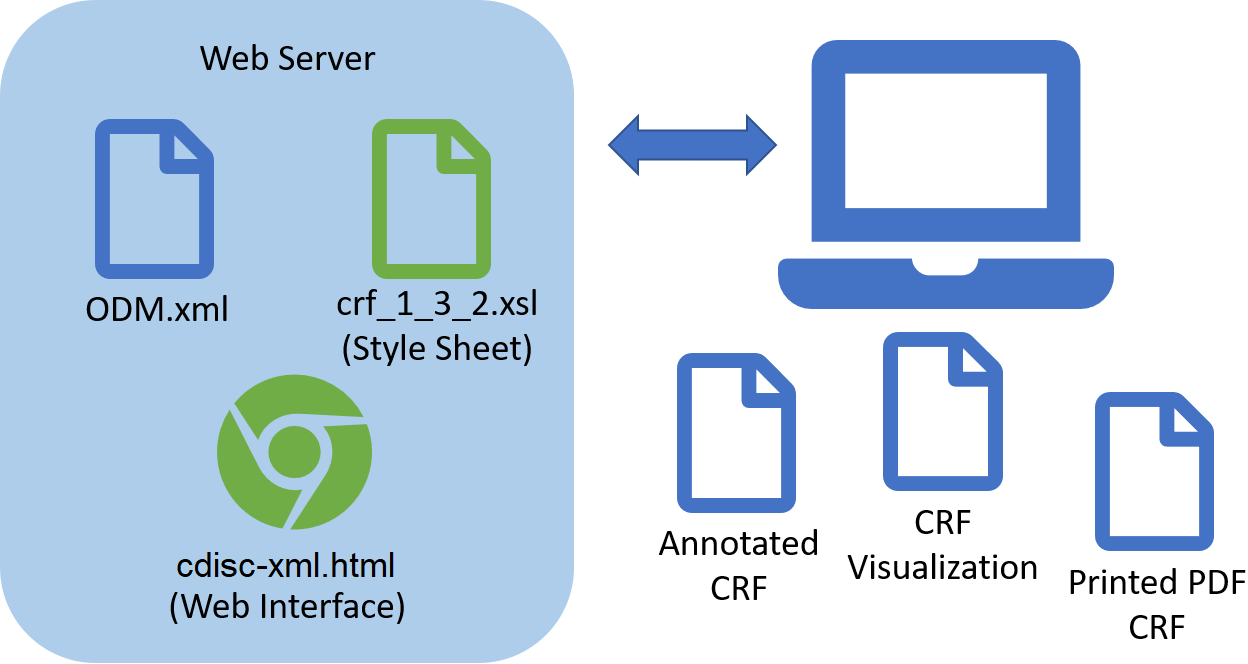 Web Server
ODM.xml
crf_1_3_2.xsl
(Style Sheet)
cdisc-xml.html
(Web Interface)
Annotated
CRF
CRF
Visualization
Printed PDF
CRF